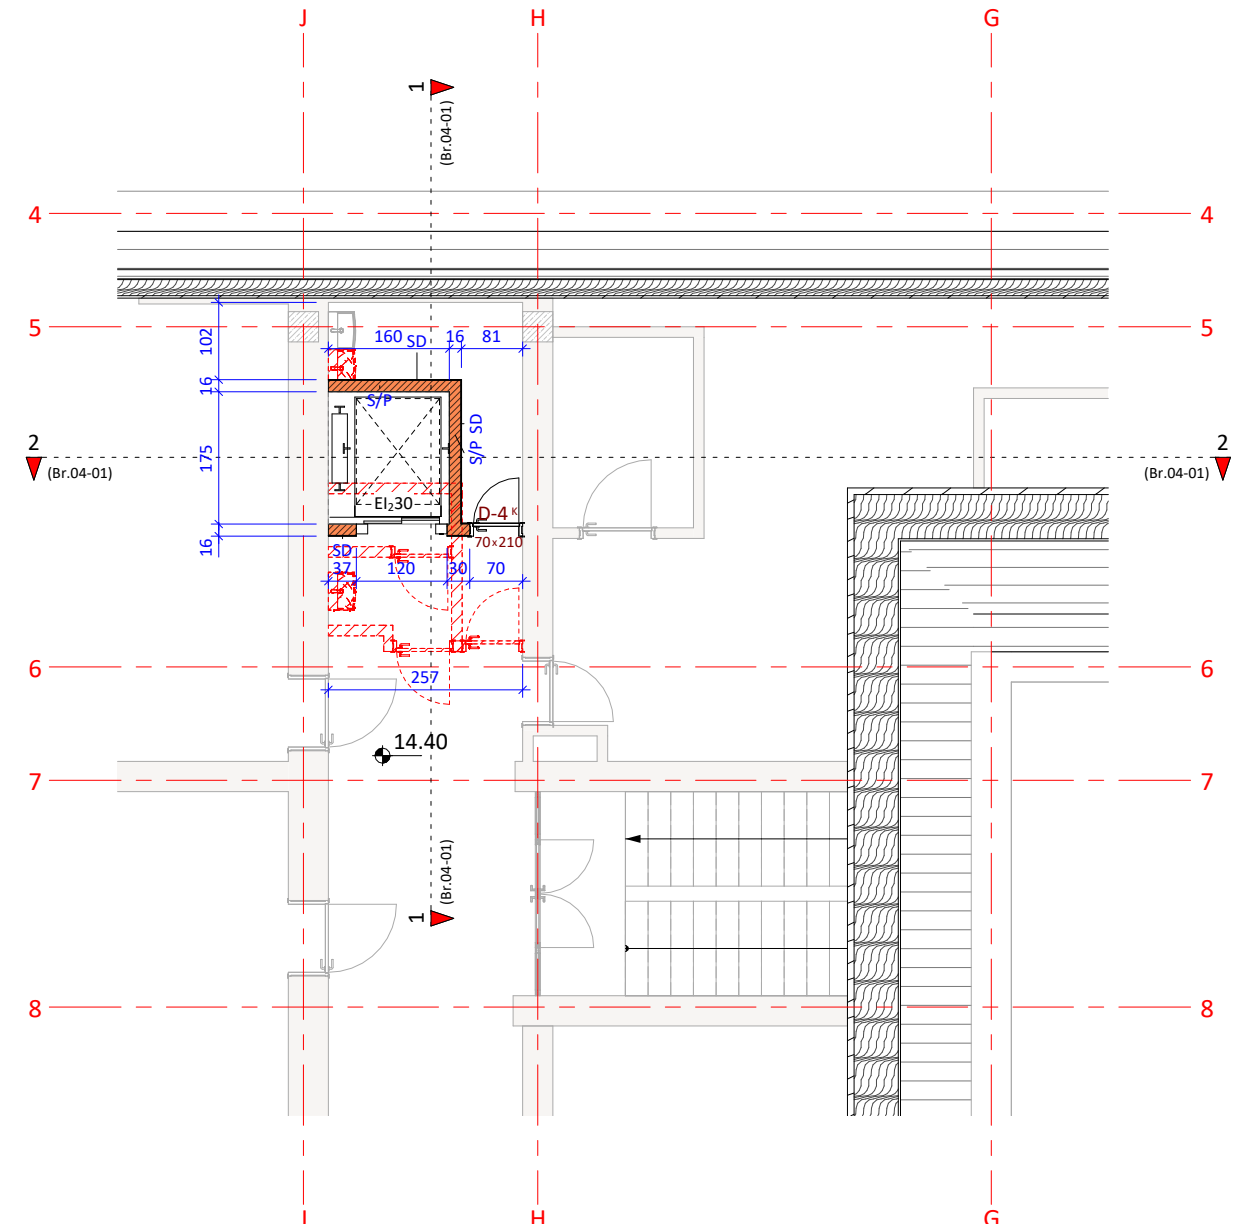 J H G
1
(Br.04-01)
4 4
5 5
102
160 16 81
SD
16
S/P
S/P SD
175
2 2
(Br.04-01) (Br.04-01)
EI₂30
D-4 K
70x210
16
SD
37 120 30 70
6 6
257
14.40
7 7
(Br.04-01)
1
8 8
J H G